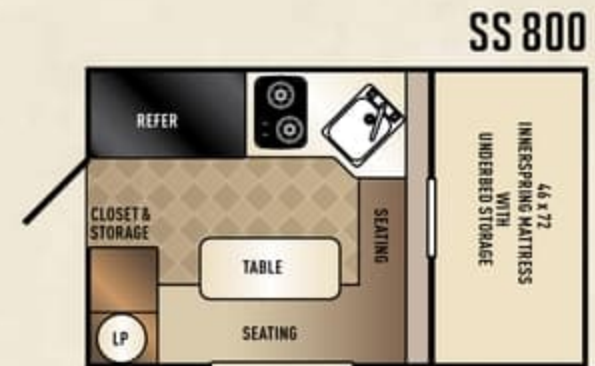 SS 800
REFER
CLOSET &
STORAGE
TABLE
SEATING
SEATING
LP
46 x 72
INNERSPRING MATTRESS
WITH
UNDERBED STORAGE